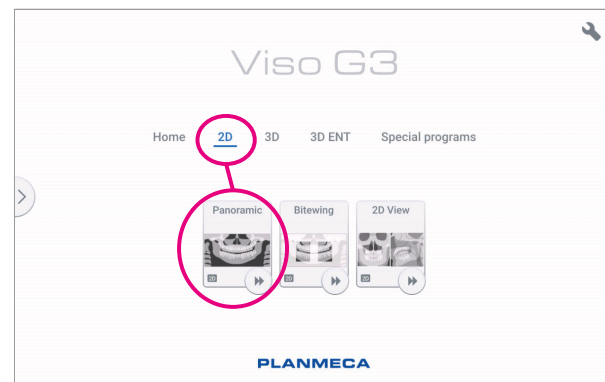 Viso G3
Home 2D 3D 3D ENT Special programs
Panoramic Bitewing 2D View
2D 2D 2D
PLANMECA